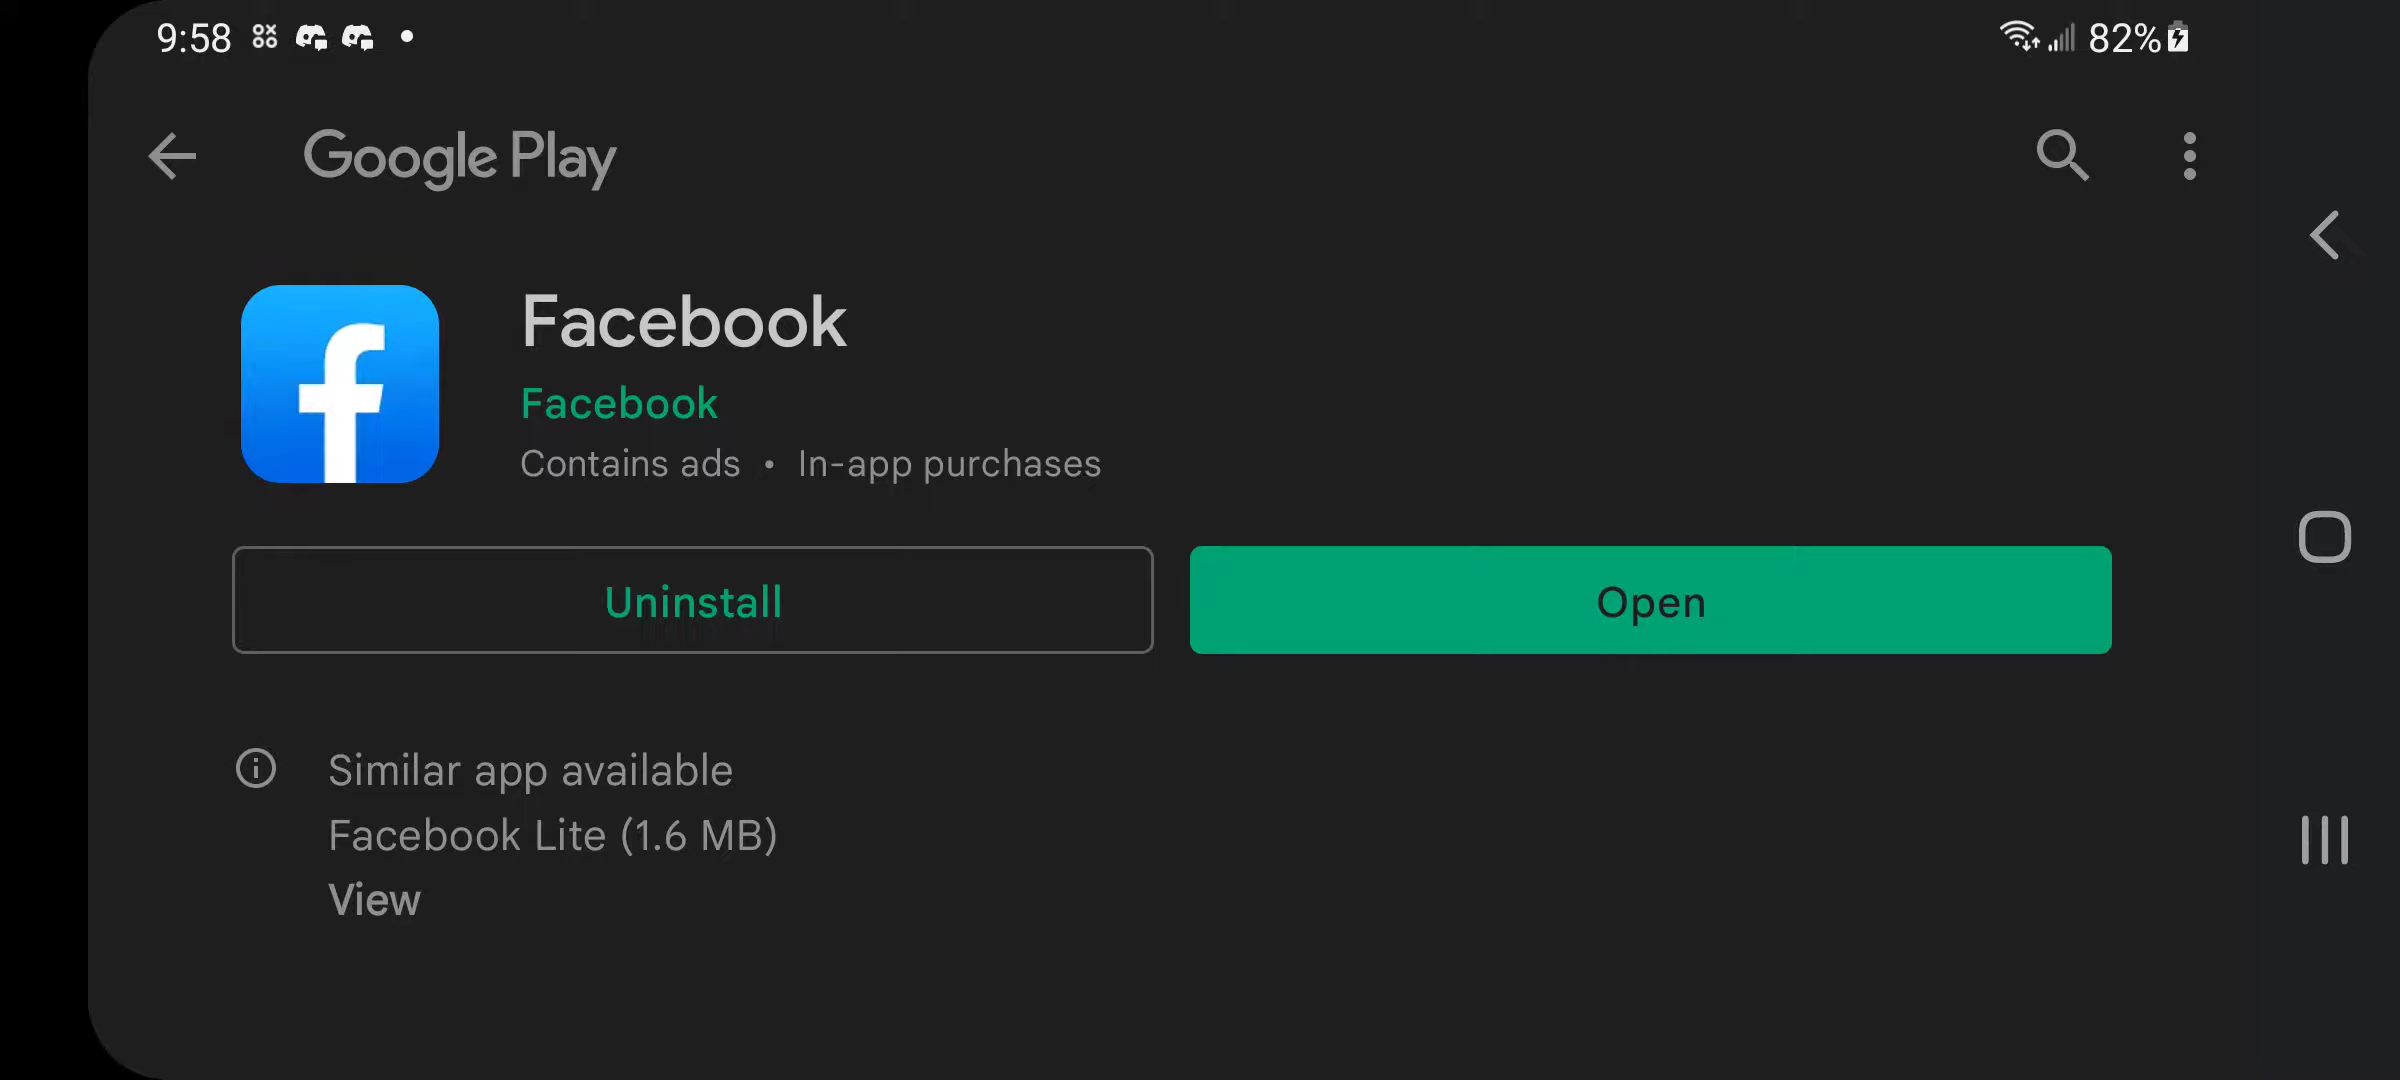 9:58 82%
Google Play
Facebook
Facebook
Contains ads • In-app purchases
Uninstall Open
Similar app available
Facebook Lite (1.6 MB)
View